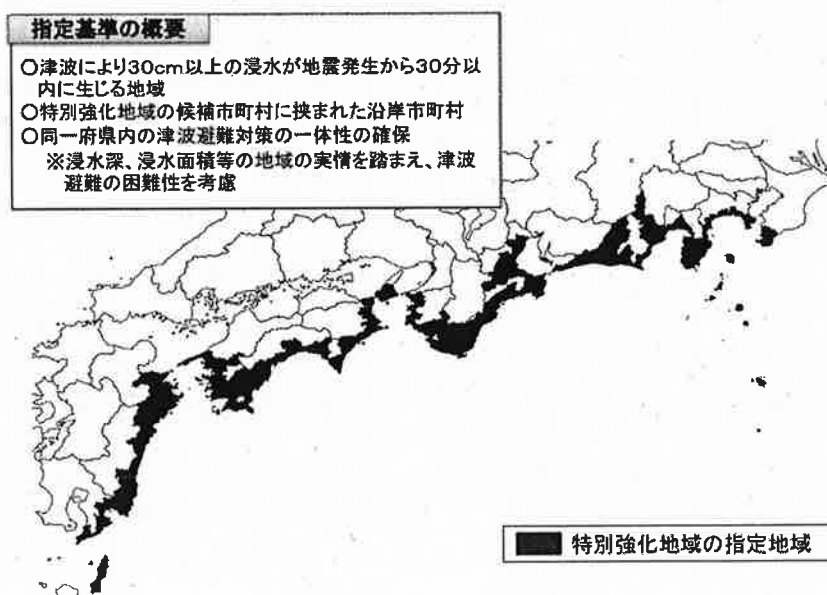 指定基準の概要
○津波により30cm以上の浸水が地震発生から30分以
内に生じる地域
○特別強化地域の候補市町村に挟まれた沿岸市町村
○同一府県内の津波避難対策の一体性の確保
※浸水深、浸水面積等の地域の実情を踏まえ、津波
避難の困難性を考慮
特別強化地域の指定地域